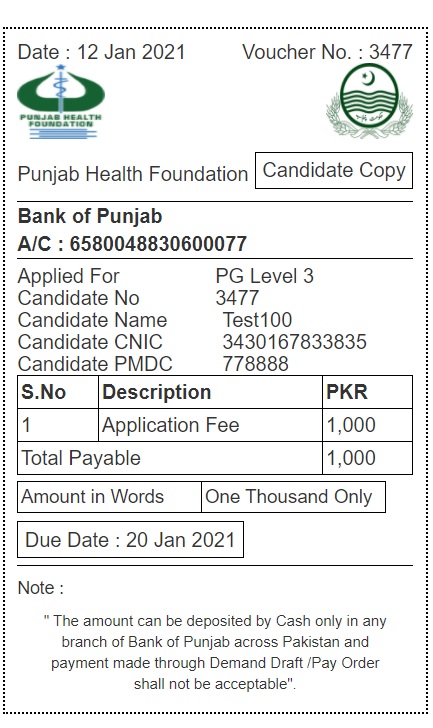 Date : 12 Jan 2021 Voucher No. : 3477
PUNJAB HEALTH
FOUNDATION
Punjab Health Foundation Candidate Copy
Bank of Punjab
A/C : 6580048830600077
Applied For PG Level 3
Candidate No 3477
Candidate Name Test100
Candidate CNIC 3430167833835
Candidate PMDC 778888
S.No Description PKR
1 Application Fee 1,000
Total Payable 1,000
Amount in Words One Thousand Only
Due Date : 20 Jan 2021
Note :
" The amount can be deposited by Cash only in any
branch of Bank of Punjab across Pakistan and
payment made through Demand Draft /Pay Order
shall not be acceptable".